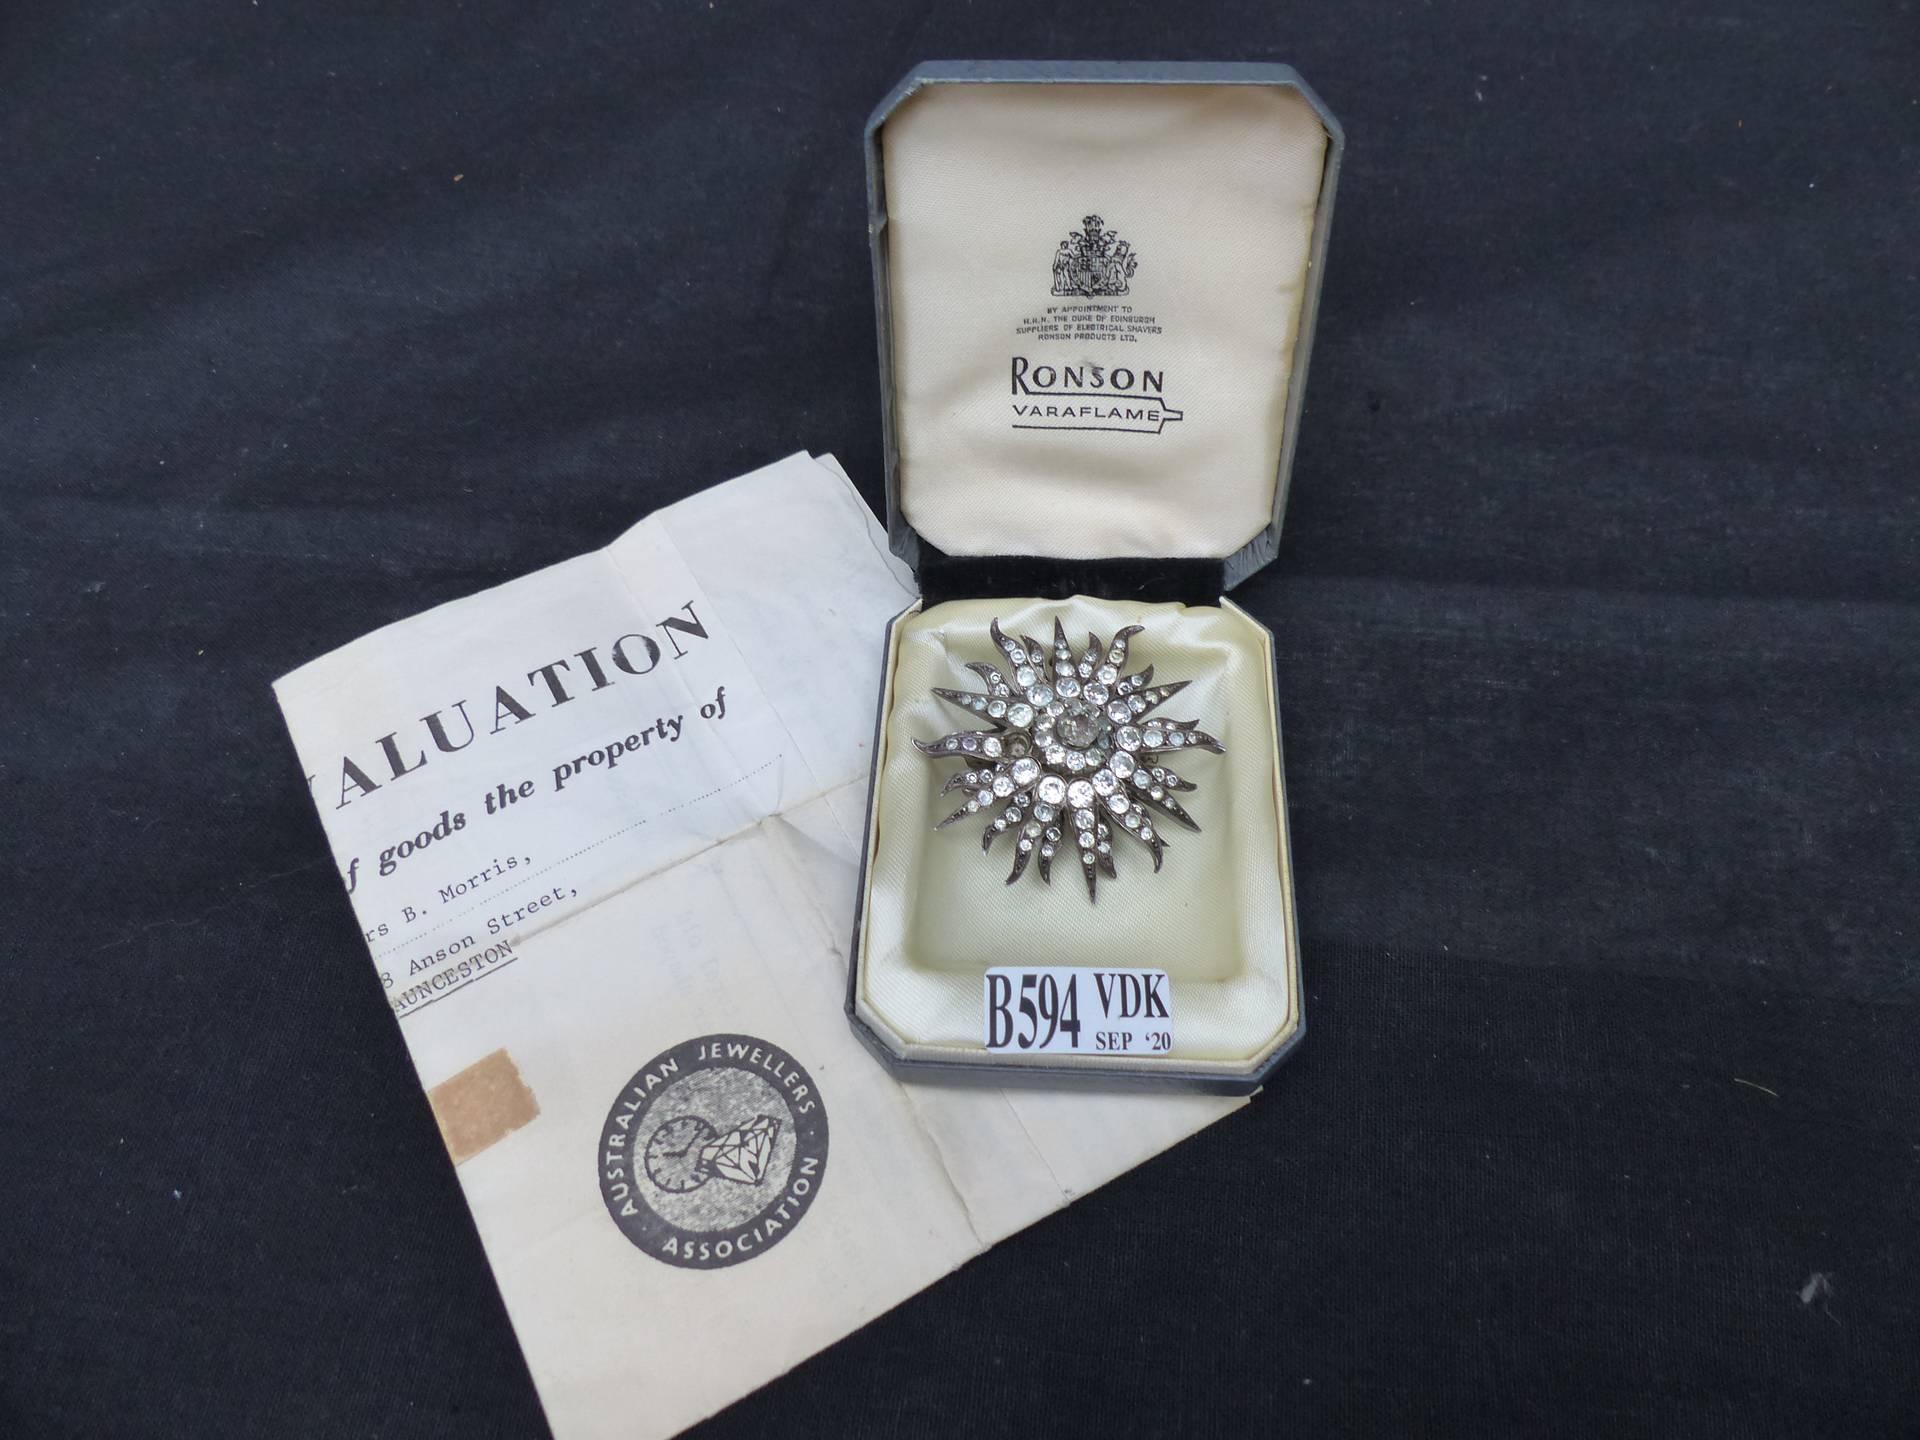 BY APPOINTMENT TO
H.R.H. THE DUKE OF EDINBURGH
SUPPLIERS OF ELECTRICAL SHAVERS
RONSON PRODUCTS LTD.
RONSON
VARAFLAME
ALUATION
f goods the property of
rs B. Morris,
8 Anson Street,
AUNCESTON
AUSTRALIAN JEWELLERS
ASSOCIATION
B594 VDK
SEP '20